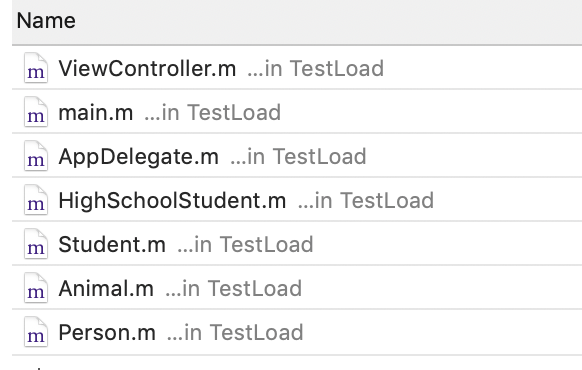 Name
m ViewController.m ...in TestLoad
m main.m ...in TestLoad
m AppDelegate.m ...in TestLoad
m HighSchoolStudent.m ...in TestLoad
m Student.m ...in TestLoad
m Animal.m ...in TestLoad
m Person.m ...in TestLoad